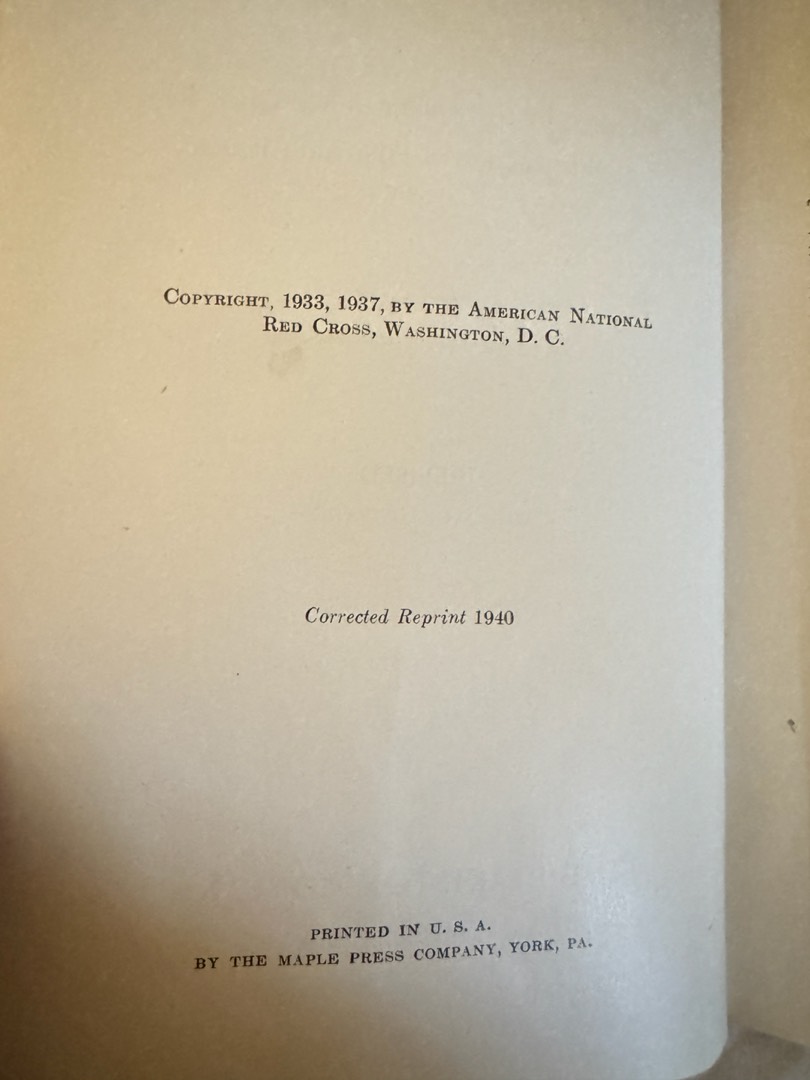 Copyright, 1933, 1937, by the American National
Red Cross, Washington, D. C.
Corrected Reprint 1940
PRINTED IN U. S. A.
BY THE MAPLE PRESS COMPANY, YORK, PA.